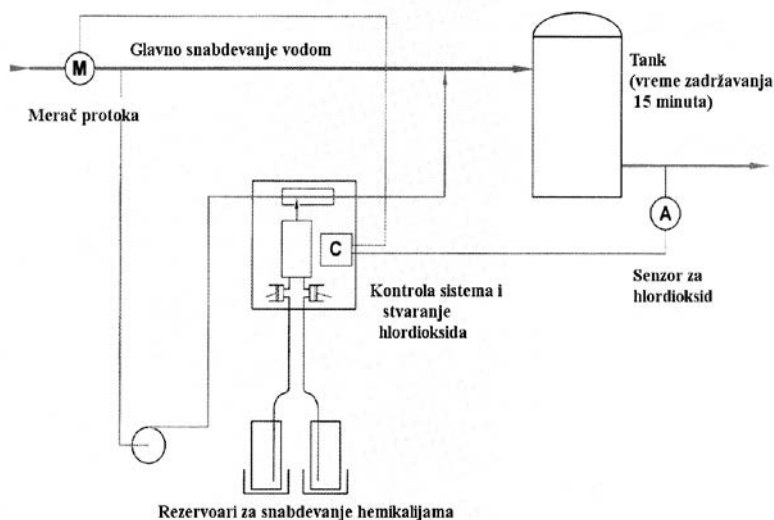 Glavno snabdevanje vodom
M
Merač protoka
Tank
(vreme zadržavanja
15 minuta)
A
C
Senzor za
hlordioksid
Kontrola sistema i
stvaranje
hlordioksida
Rezervoari za snabdevanje hemikalijama